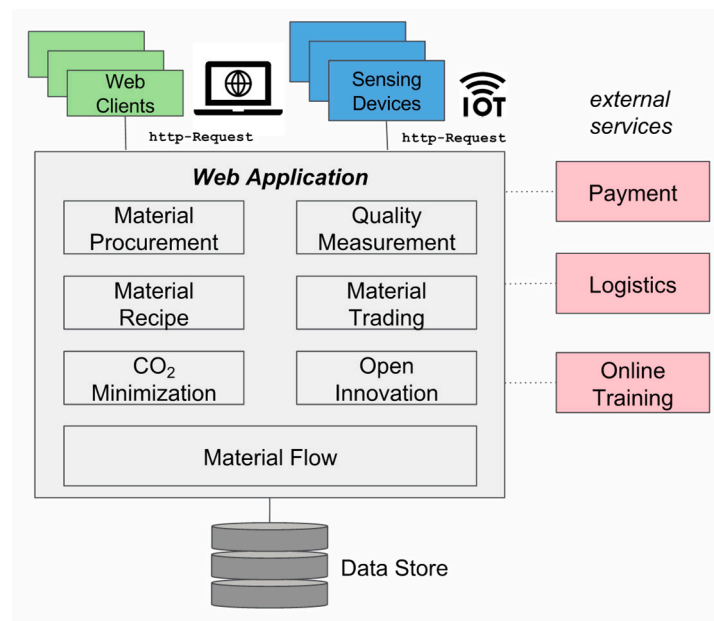 Web
Clients
Sensing
Devices
IOT
external
services
http-Request
http-Request
Web Application
Material
Procurement
Quality
Measurement
Payment
Material
Recipe
Material
Trading
Logistics
CO₂
Minimization
Open
Innovation
Online
Training
Material Flow
Data Store